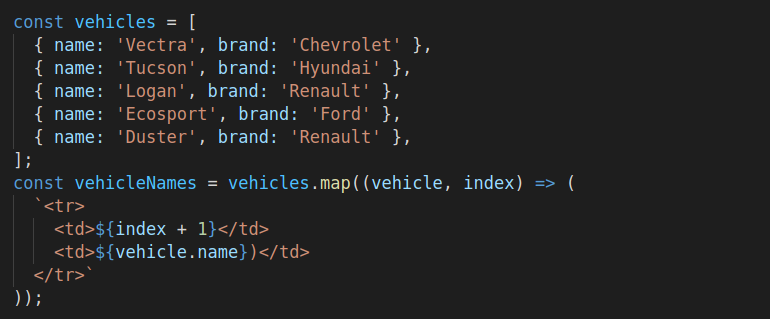 const vehicles = [
  { name: 'Vectra', brand: 'Chevrolet' },
  { name: 'Tucson', brand: 'Hyundai' },
  { name: 'Logan', brand: 'Renault' },
  { name: 'Ecosport', brand: 'Ford' },
  { name: 'Duster', brand: 'Renault' },
];
const vehicleNames = vehicles.map((vehicle, index) => (
  `<tr>
    <td>${index + 1}</td>
    <td>${vehicle.name})</td>
  </tr>`
));